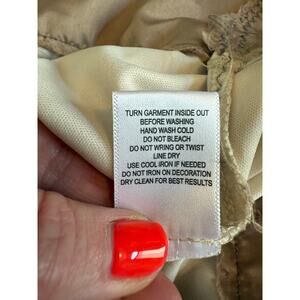 TURN GARMENT INSIDE OUT
BEFORE WASHING
HAND WASH COLD
DO NOT BLEACH
DO NOT WRING OR TWIST
LINE DRY
USE COOL IRON IF NEEDED
DO NOT IRON ON DECORATION
DRY CLEAN FOR BEST RESULTS